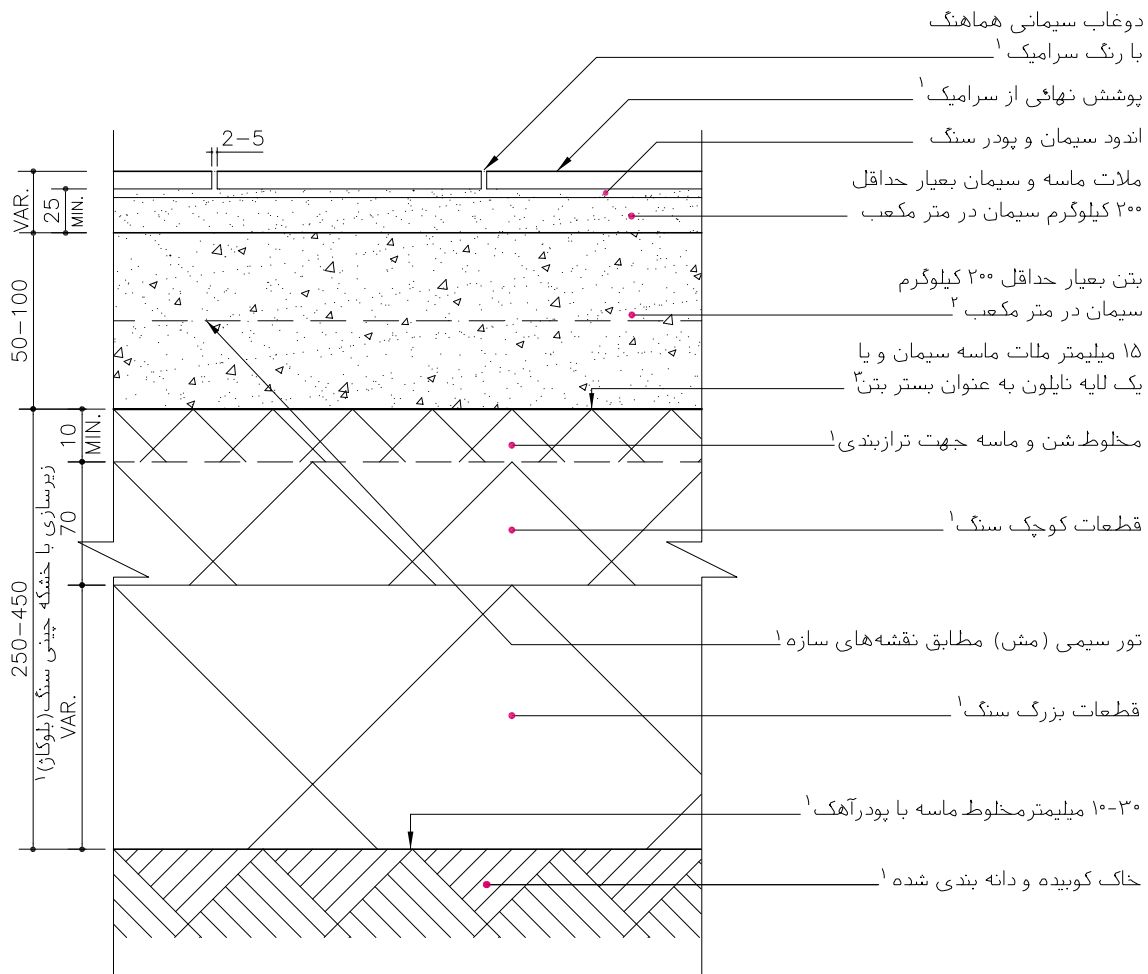 دوغاب سیمانی هماهنگ
با رنگ سرامیک ۱
پوشش نهائی از سرامیک ۱
اندود سیمان و پودر سنگ
ملات ماسه و سیمان بعیار حداقل
۲۰۰ کیلوگرم سیمان در متر مکعب
بتن بعیار حداقل ۲۰۰ کیلوگرم
سیمان در متر مکعب ۲
۱۵ میلیمتر ملات ماسه سیمان و یا
یک لایه نایلون به عنوان بستر بتن ۳
مخلوط شن و ماسه جهت ترازبندی ۱
قطعات کوچک سنگ ۱
تور سیمی (مش) مطابق نقشه‌های سازه ۱
قطعات بزرگ سنگ ۱
۱۰-۳۰ میلیمتر مخلوط ماسه با پودرآهک ۱
خاک کوبیده و دانه بندی شده ۱
2-5
VAR.
25
MIN.
50-100
10
MIN.
70
250-450
زیرسازی با خشکه چینی سنگ (بلوکاژ) ۱
VAR.